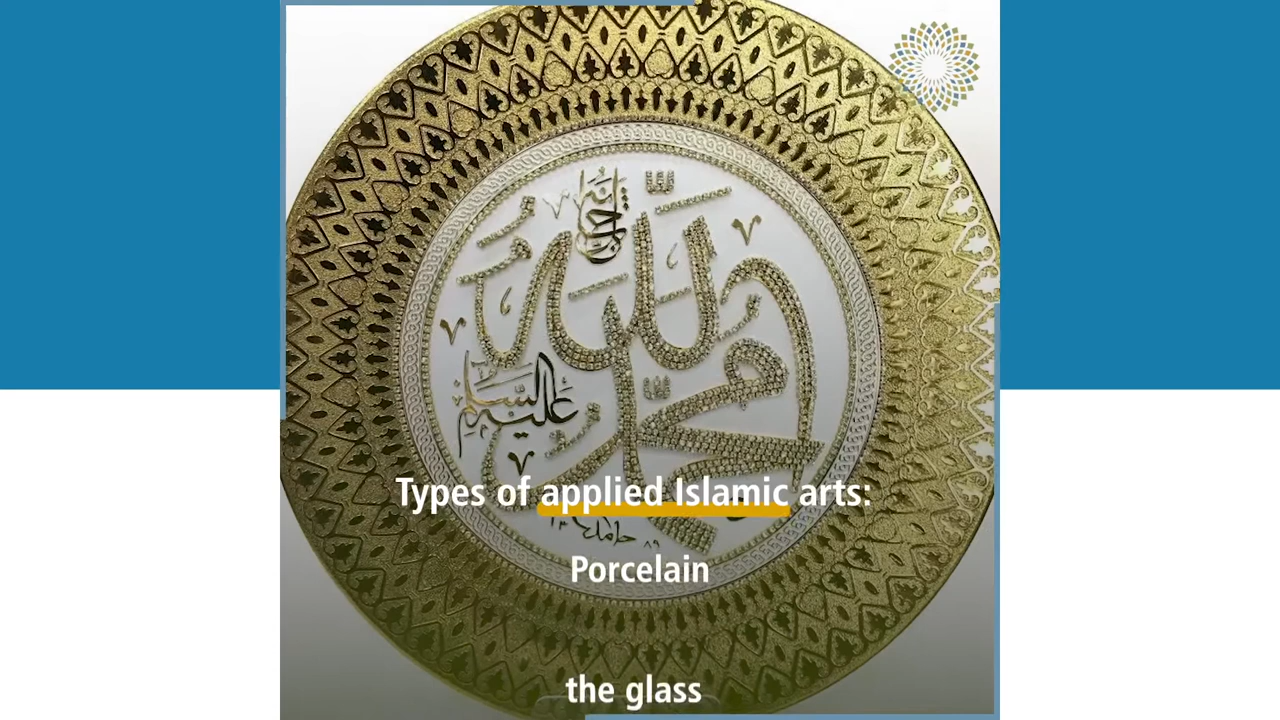 جل جلاله
الله
محمد
عليه السلام
Types of applied Islamic arts:
Porcelain
the glass